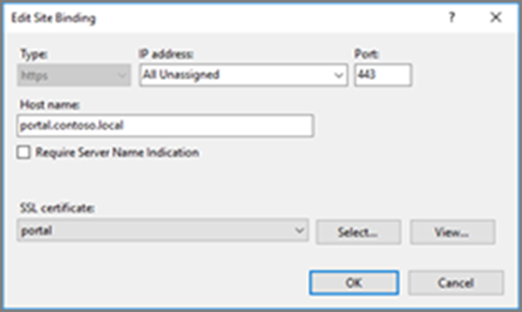 Edit Site Binding
? ×
Type: IP address: Port:
https All Unassigned 443
Host name:
portal.contoso.local
Require Server Name Indication
SSL certificate:
portal Select... View...
OK Cancel